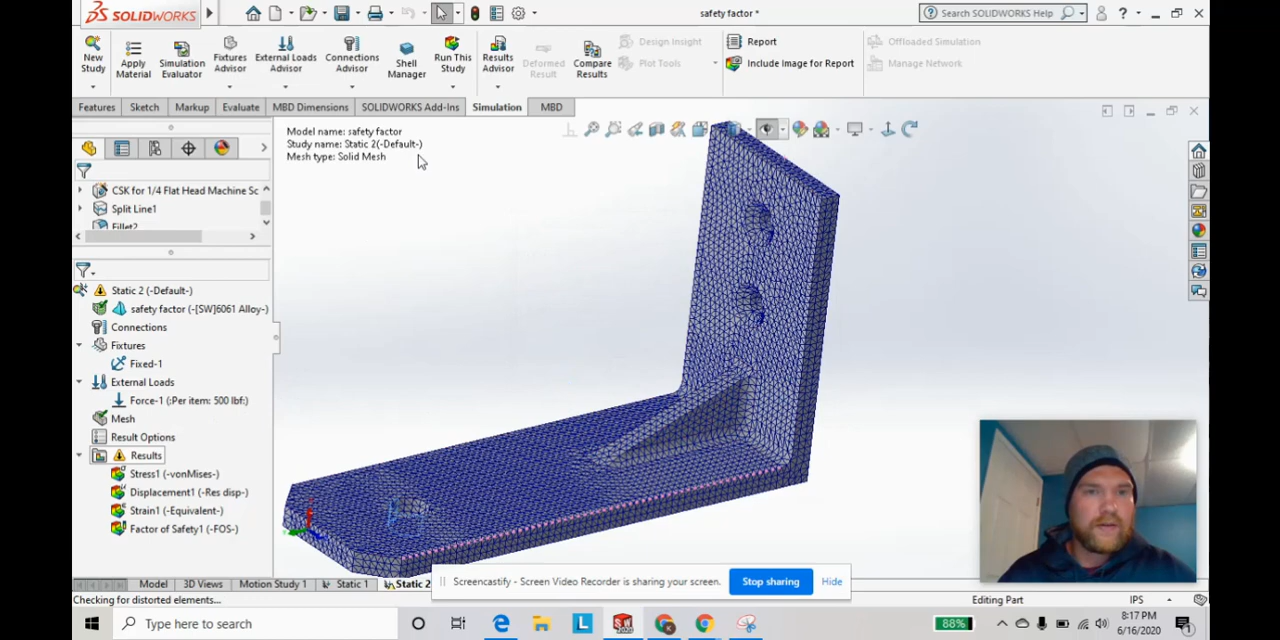 SOLIDWORKS
safety factor *
Search SOLIDWORKS Help
New Study
Apply Material
Simulation Evaluator
Fixtures Advisor
External Loads Advisor
Connections Advisor
Shell Manager
Run This Study
Results Advisor
Deformed Result
Compare Results
Design Insight
Plot Tools
Report
Include Image for Report
Offloaded Simulation
Manage Network
Features
Sketch
Markup
Evaluate
MBD Dimensions
SOLIDWORKS Add-Ins
Simulation
MBD
Model name: safety factor
Study name: Static 2(-Default-)
Mesh type: Solid Mesh
CSK for 1/4 Flat Head Machine Sc
Split Line1
Fillet2
Static 2 (-Default-)
safety factor (-[SW]6061 Alloy-)
Connections
Fixtures
Fixed-1
External Loads
Force-1 (:Per item: 500 lbf:)
Mesh
Result Options
Results
Stress1 (-vonMises-)
Displacement1 (-Res disp-)
Strain1 (-Equivalent-)
Factor of Safety1 (-FOS-)
Model
3D Views
Motion Study 1
Static 1
Static 2
Screencastify - Screen Video Recorder is sharing your screen.
Stop sharing
Hide
Checking for distorted elements...
Editing Part
IPS
Type here to search
88%
8:17 PM
6/16/2020